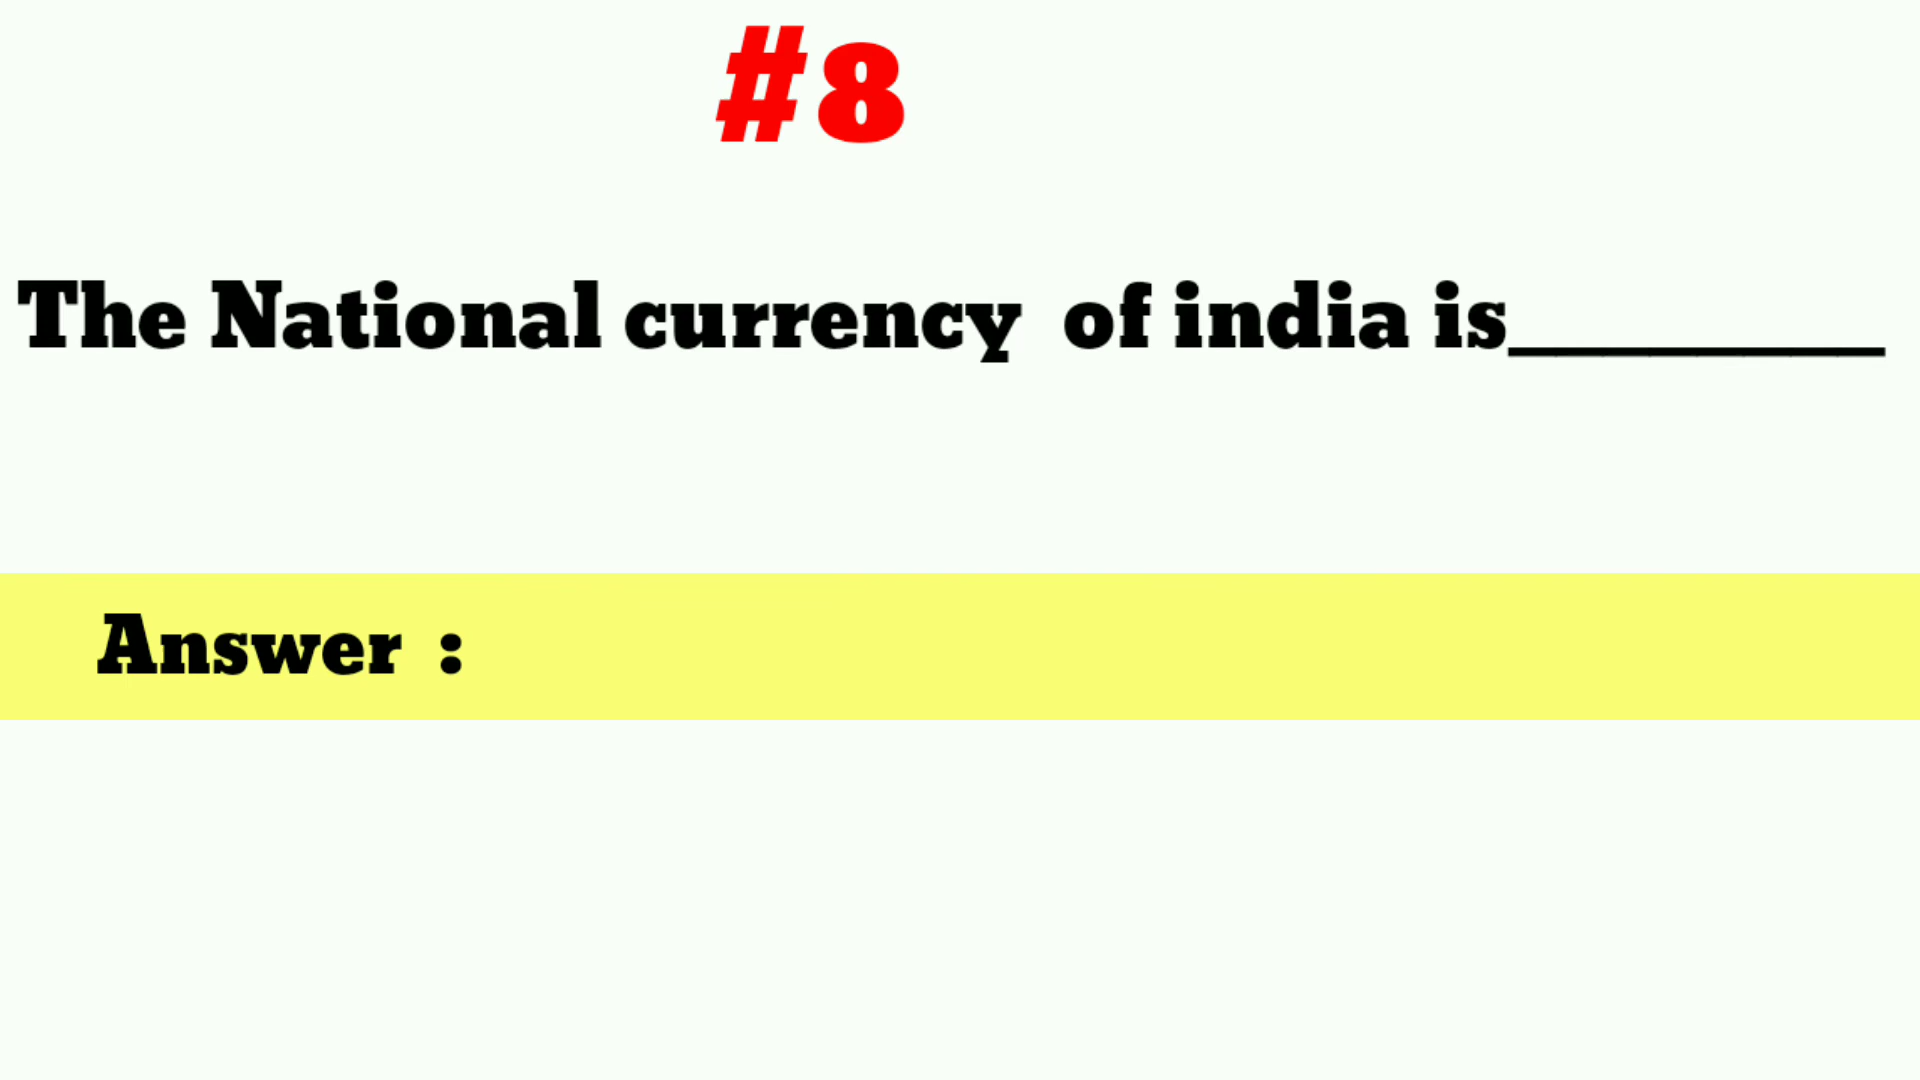 #8
The National currency of india is________
Answer :